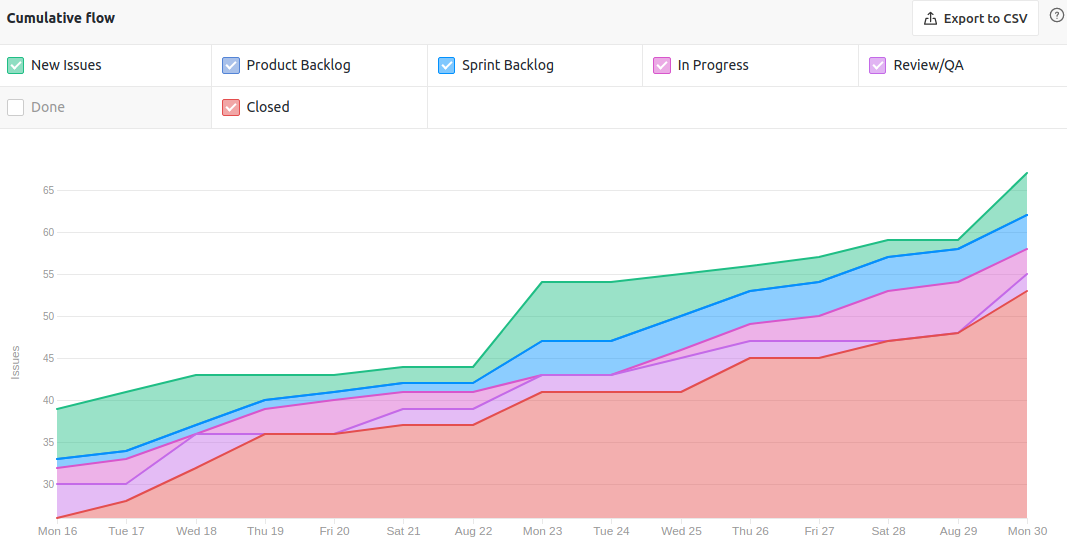 Cumulative flow
Export to CSV
?
New Issues
Product Backlog
Sprint Backlog
In Progress
Review/QA
Done
Closed
65
60
55
50
45
40
35
30
Issues
Mon 16 Tue 17 Wed 18 Thu 19 Fri 20 Sat 21 Aug 22 Mon 23 Tue 24 Wed 25 Thu 26 Fri 27 Sat 28 Aug 29 Mon 30